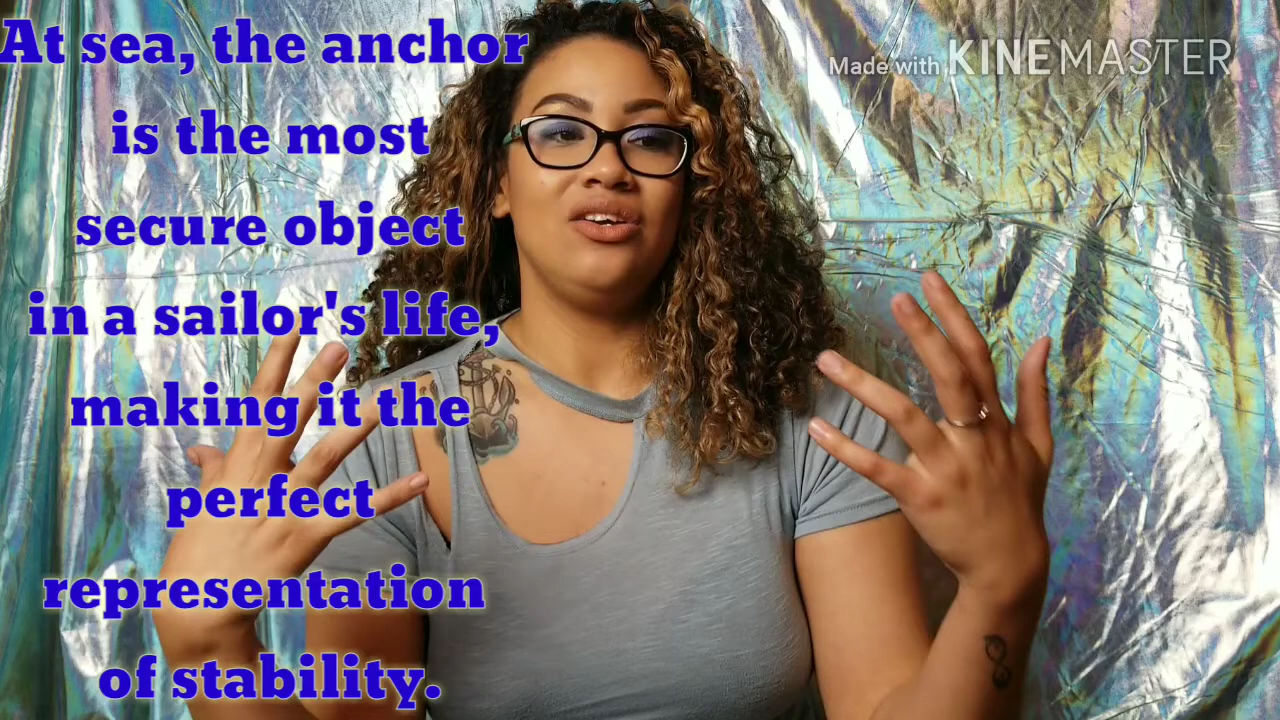 At sea, the anchor
is the most
secure object
in a sailor's life,
making it the
perfect
representation
of stability.
Made with KINEMASTER